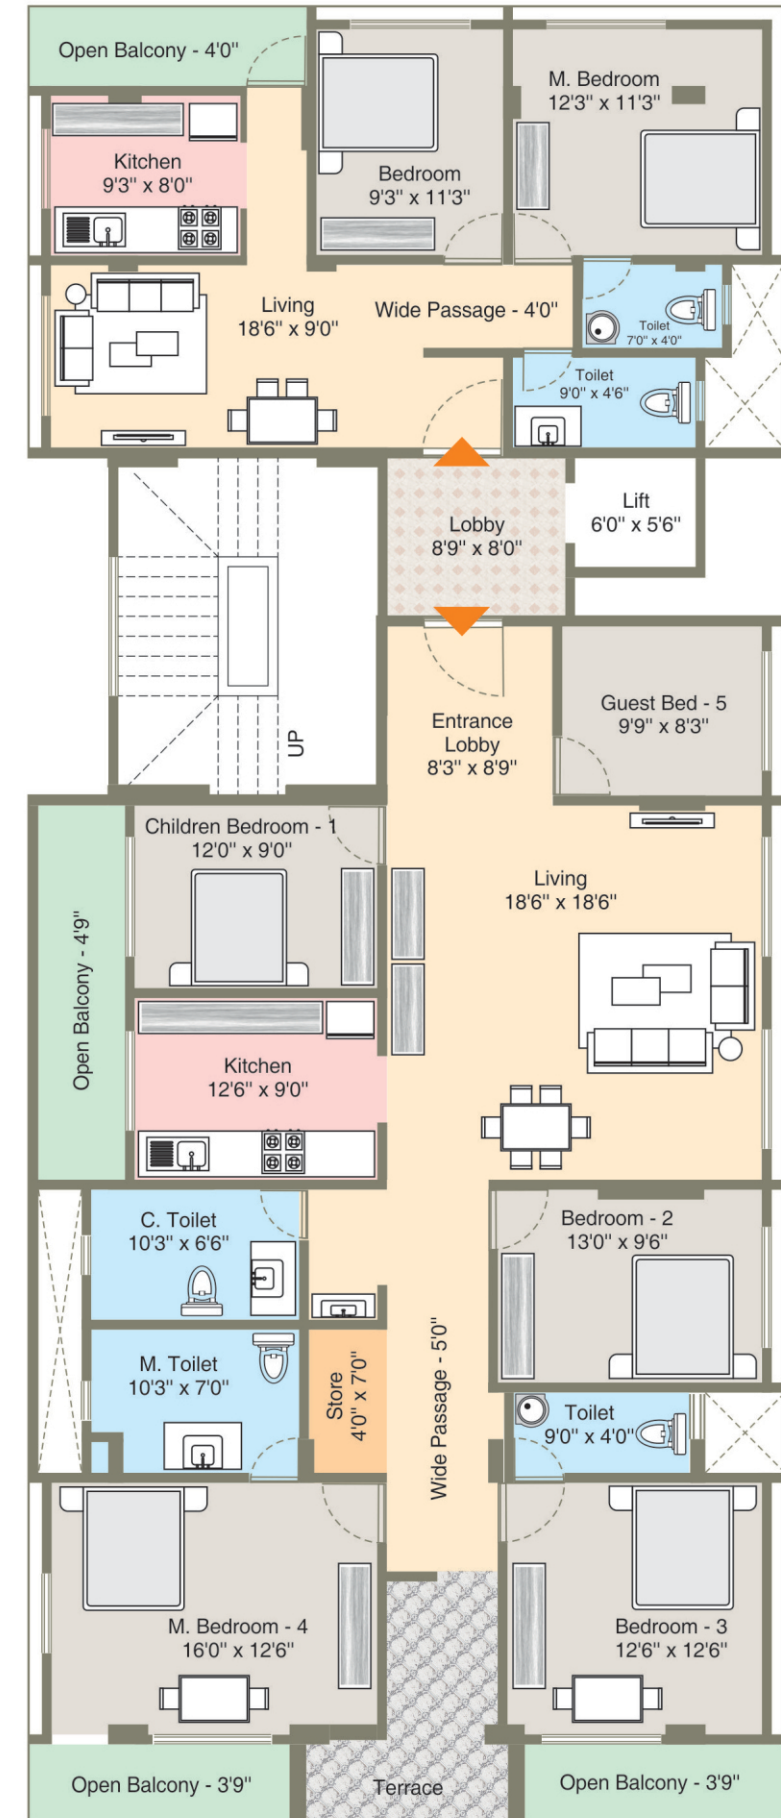 Open Balcony - 4'0"
M. Bedroom
12'3" x 11'3"
Kitchen
9'3" x 8'0"
Bedroom
9'3" x 11'3"
Living
18'6" x 9'0"
Wide Passage - 4'0"
Toilet
7'0" x 4'0"
Toilet
9'0" x 4'6"
Lobby
8'9" x 8'0"
Lift
6'0" x 5'6"
UP
Entrance
Lobby
8'3" x 8'9"
Guest Bed - 5
9'9" x 8'3"
Children Bedroom - 1
12'0" x 9'0"
Living
18'6" x 18'6"
Open Balcony - 4'9"
Kitchen
12'6" x 9'0"
C. Toilet
10'3" x 6'6"
Bedroom - 2
13'0" x 9'6"
M. Toilet
10'3" x 7'0"
Store
4'0" x 7'0"
Wide Passage - 5'0"
Toilet
9'0" x 4'0"
M. Bedroom - 4
16'0" x 12'6"
Bedroom - 3
12'6" x 12'6"
Open Balcony - 3'9"
Terrace
Open Balcony - 3'9"